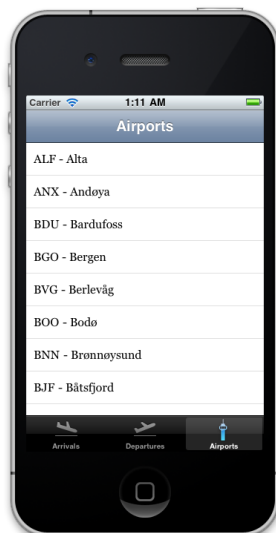 Carrier 1:11 AM
Airports
ALF - Alta
ANX - Andøya
BDU - Bardufoss
BGO - Bergen
BVG - Berlevåg
BOO - Bodø
BNN - Brønnøysund
BJF - Båtsfjord
Arrivals Departures Airports